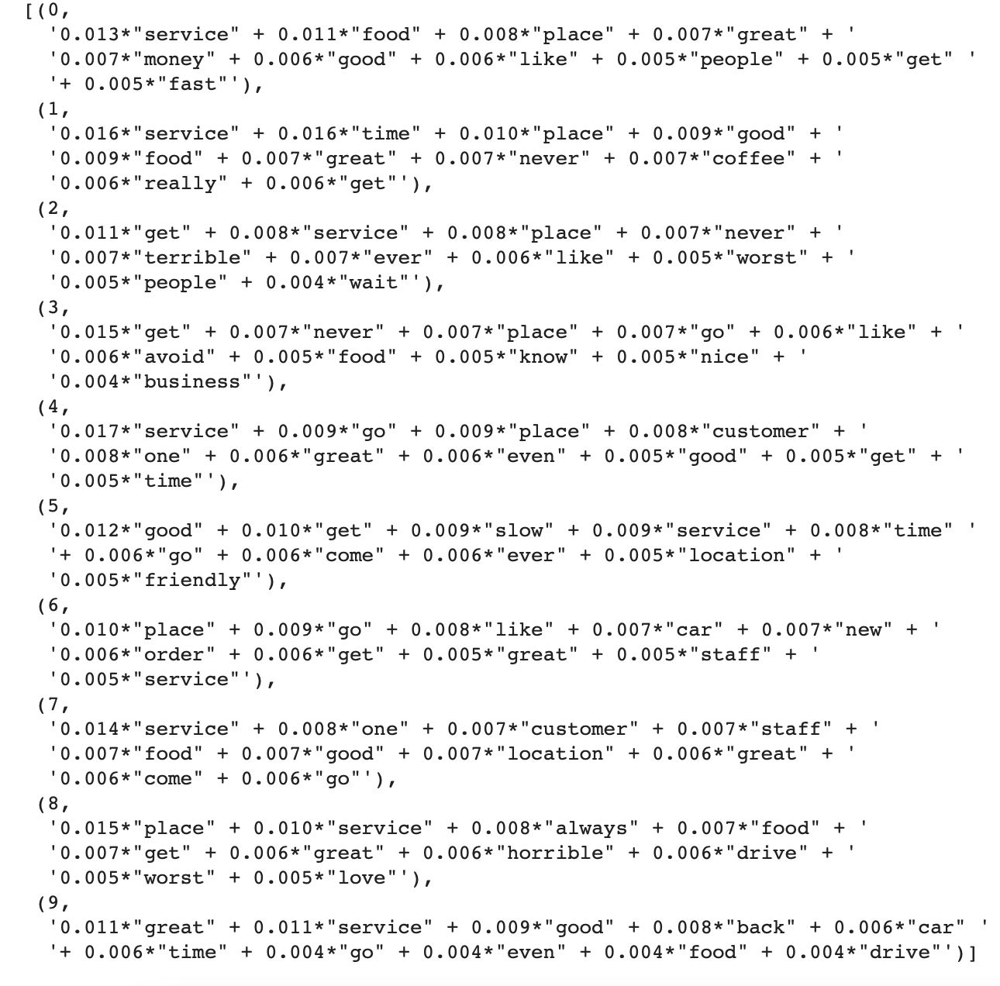 [(0,
'0.013*"service" + 0.011*"food" + 0.008*"place" + 0.007*"great" + '
'0.007*"money" + 0.006*"good" + 0.006*"like" + 0.005*"people" + 0.005*"get" '
'+ 0.005*"fast"'),
(1,
'0.016*"service" + 0.016*"time" + 0.010*"place" + 0.009*"good" + '
'0.009*"food" + 0.007*"great" + 0.007*"never" + 0.007*"coffee" + '
'0.006*"really" + 0.006*"get"'),
(2,
'0.011*"get" + 0.008*"service" + 0.008*"place" + 0.007*"never" + '
'0.007*"terrible" + 0.007*"ever" + 0.006*"like" + 0.005*"worst" + '
'0.005*"people" + 0.004*"wait"'),
(3,
'0.015*"get" + 0.007*"never" + 0.007*"place" + 0.007*"go" + 0.006*"like" + '
'0.006*"avoid" + 0.005*"food" + 0.005*"know" + 0.005*"nice" + '
'0.004*"business"'),
(4,
'0.017*"service" + 0.009*"go" + 0.009*"place" + 0.008*"customer" + '
'0.008*"one" + 0.006*"great" + 0.006*"even" + 0.005*"good" + 0.005*"get" + '
'0.005*"time"'),
(5,
'0.012*"good" + 0.010*"get" + 0.009*"slow" + 0.009*"service" + 0.008*"time" '
'+ 0.006*"go" + 0.006*"come" + 0.006*"ever" + 0.005*"location" + '
'0.005*"friendly"'),
(6,
'0.010*"place" + 0.009*"go" + 0.008*"like" + 0.007*"car" + 0.007*"new" + '
'0.006*"order" + 0.006*"get" + 0.005*"great" + 0.005*"staff" + '
'0.005*"service"'),
(7,
'0.014*"service" + 0.008*"one" + 0.007*"customer" + 0.007*"staff" + '
'0.007*"food" + 0.007*"good" + 0.007*"location" + 0.006*"great" + '
'0.006*"come" + 0.006*"go"'),
(8,
'0.015*"place" + 0.010*"service" + 0.008*"always" + 0.007*"food" + '
'0.007*"get" + 0.006*"great" + 0.006*"horrible" + 0.006*"drive" + '
'0.005*"worst" + 0.005*"love"'),
(9,
'0.011*"great" + 0.011*"service" + 0.009*"good" + 0.008*"back" + 0.006*"car" '
'+ 0.006*"time" + 0.004*"go" + 0.004*"even" + 0.004*"food" + 0.004*"drive"')]